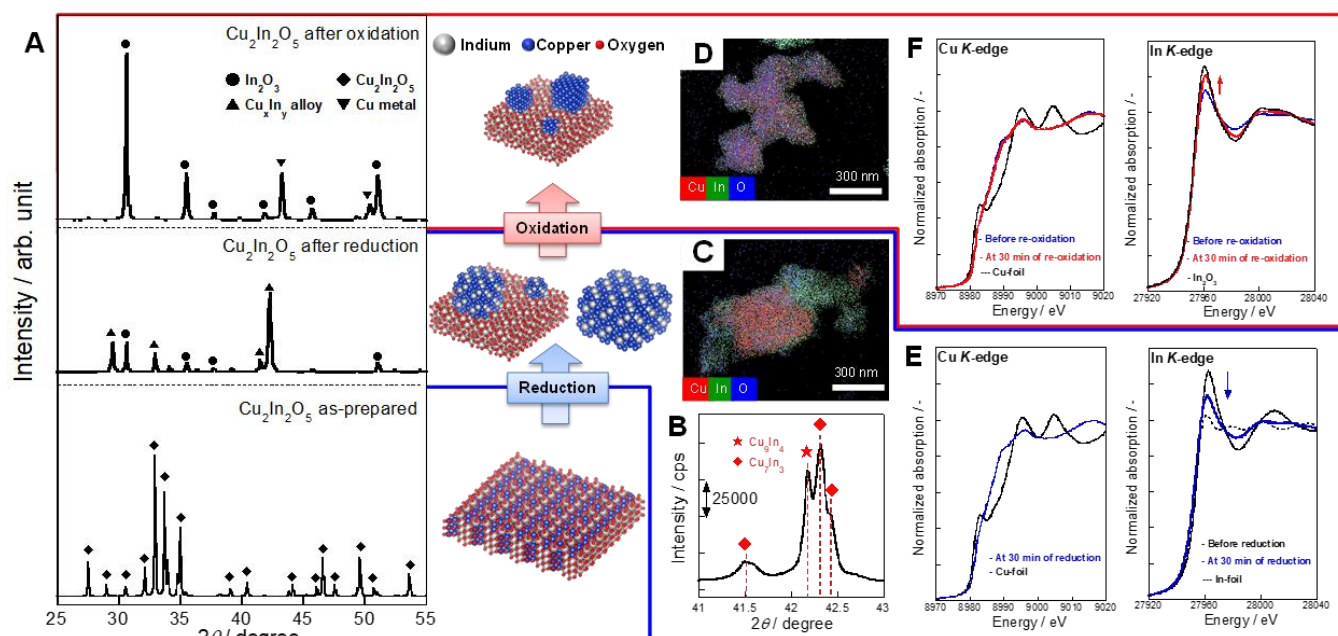 A
Cu2In2O5 after oxidation
In2O3
Cu2In2O5
CuxIny alloy
Cu metal
Cu2In2O5 after reduction
Cu2In2O5 as-prepared
Intensity / arb. unit
25 30 35 40 45 50 55
2θ / degree
Indium Copper Oxygen
Oxidation
Reduction
D
Cu In O
300 nm
C
Cu In O
300 nm
B
Cu9In4
Cu7In3
25000
Intensity / cps
41 41.5 42 42.5 43
2θ / degree
F
Cu K-edge
Normalized absorption / -
- Before re-oxidation
- At 30 min of re-oxidation
--- Cu-foil
8970 8980 8990 9000 9010 9020
Energy / eV
In K-edge
Normalized absorption / -
- Before re-oxidation
- At 30 min of re-oxidation
- In2O3
27920 27960 28000 28040
Energy / eV
E
Cu K-edge
Normalized absorption / -
- At 30 min of reduction
- Cu-foil
8970 8980 8990 9000 9010 9020
Energy / eV
In K-edge
Normalized absorption / -
- Before reduction
- At 30 min of reduction
--- In-foil
27920 27960 28000 28040
Energy / eV